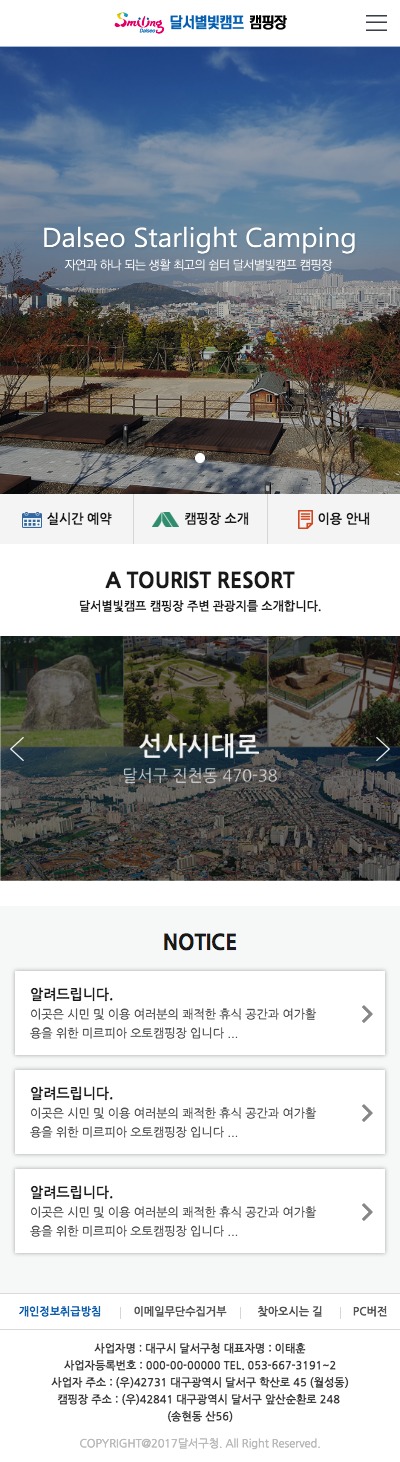 Smiling
Dalseo
달서별빛캠프 캠핑장
Dalseo Starlight Camping
자연과 하나 되는 생활 최고의 쉼터 달서별빛캠프 캠핑장
실시간 예약
캠핑장 소개
이용 안내
A TOURIST RESORT
달서별빛캠프 캠핑장 주변 관광지를 소개합니다.
선사시대로
달서구 진천동 470-38
NOTICE
알려드립니다.
이곳은 시민 및 이용 여러분의 쾌적한 휴식 공간과 여가활
용을 위한 미르피아 오토캠핑장 입니다 ...
알려드립니다.
이곳은 시민 및 이용 여러분의 쾌적한 휴식 공간과 여가활
용을 위한 미르피아 오토캠핑장 입니다 ...
알려드립니다.
이곳은 시민 및 이용 여러분의 쾌적한 휴식 공간과 여가활
용을 위한 미르피아 오토캠핑장 입니다 ...
개인정보취급방침
이메일무단수집거부
찾아오시는 길
PC버전
사업자명 : 대구시 달서구청 대표자명 : 이태훈
사업자등록번호 : 000-00-00000 TEL. 053-667-3191~2
사업자 주소 : (우)42731 대구광역시 달서구 학산로 45 (월성동)
캠핑장 주소 : (우)42841 대구광역시 달서구 앞산순환로 248
(송현동 산56)
COPYRIGHT@2017달서구청. All Right Reserved.